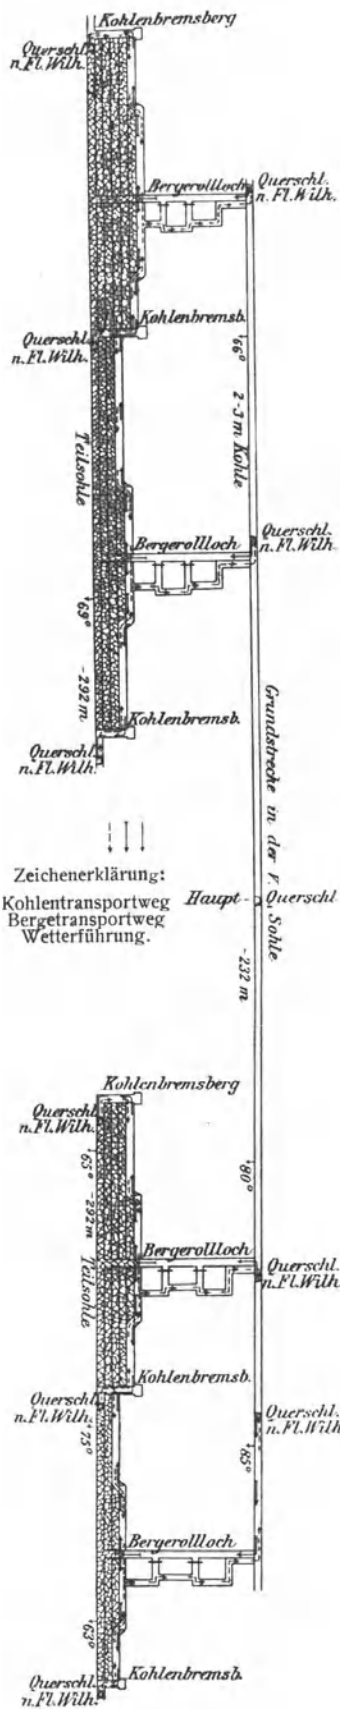 Kohlenbremsberg
Querschl.
n. Fl. Wilh.
Bergerollloch
Querschl.
n. Fl. Wilh.
Kohlenbremsb.
Querschl.
n. Fl. Wilh.
66°
2-3 m Kohle
Teilsohle
Querschl.
n. Fl. Wilh.
Bergerollloch
-292 m
Kohlenbremsb.
Querschl.
n. Fl. Wilh.
Grundstrecke in der V. Sohle
Zeichenerklärung:
Kohlentransportweg
Bergetransportweg
Wetterführung.
Haupt-Querschl
-232 m
Kohlenbremsberg
Querschl.
n. Fl. Wilh.
65°
-292 m
80°
Teilsohle
Bergerollloch
Querschl.
n. Fl. Wilh.
Kohlenbremsb.
Querschl.
n. Fl. Wilh.
75°
Querschl.
n. Fl. Wilh
85°
Bergerollloch
63°
Kohlenbremsb.
Querschl.
n. Fl. Wilh.